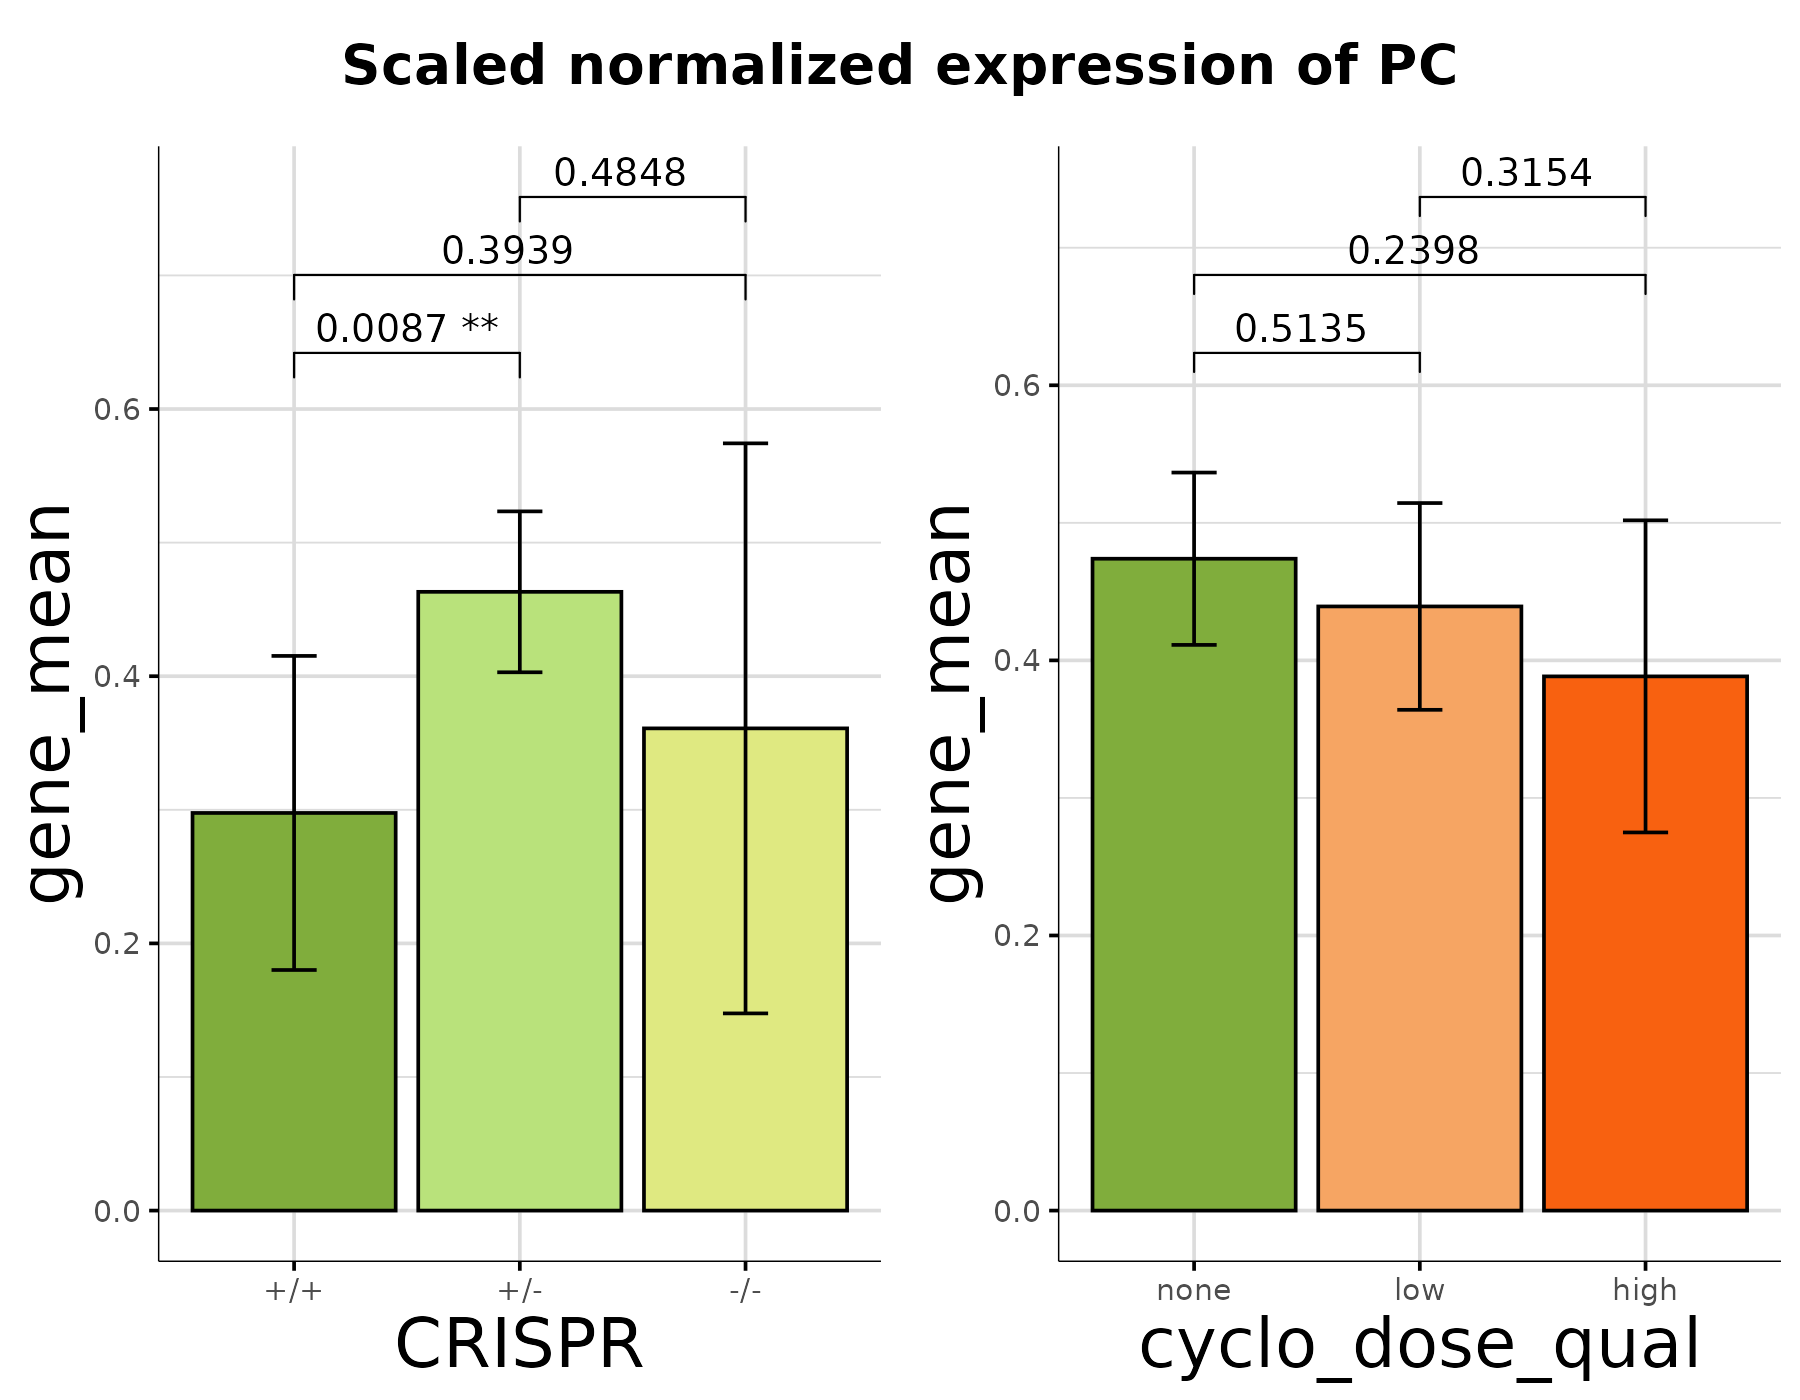 Scaled normalized expression of PC
0.4848
0.3939
0.0087 **
0.6
0.4
0.2
0.0
gene_mean
+/+ +/- -/-
CRISPR
0.3154
0.2398
0.5135
0.6
0.4
0.2
0.0
gene_mean
none low high
cyclo_dose_qual